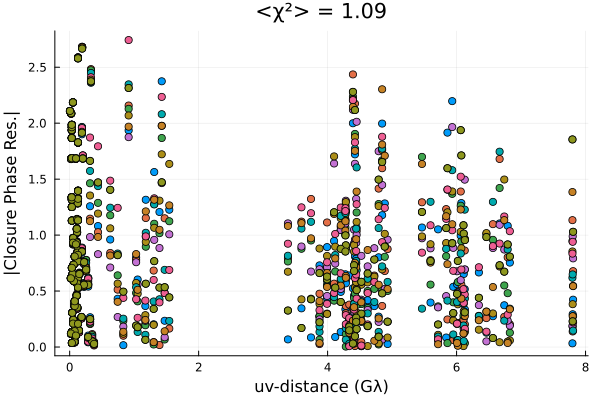 <χ²> = 1.09
|Closure Phase Res.|
2.5
2.0
1.5
1.0
0.5
0.0
0 2 4 6 8
uv-distance (Gλ)